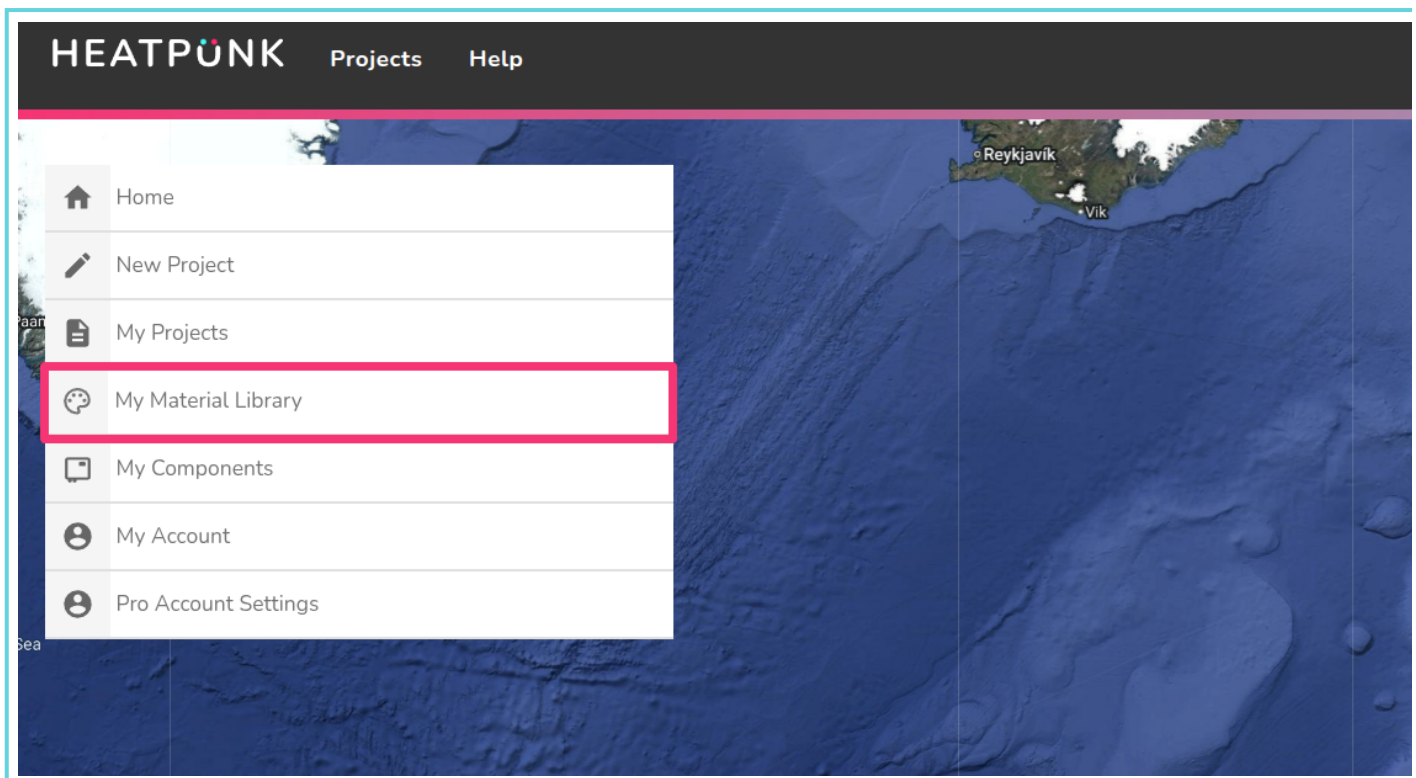 HEATPÜNK Projects Help
Reykjavík
Vik
Home
New Project
My Projects
My Material Library
My Components
My Account
Pro Account Settings
Sea